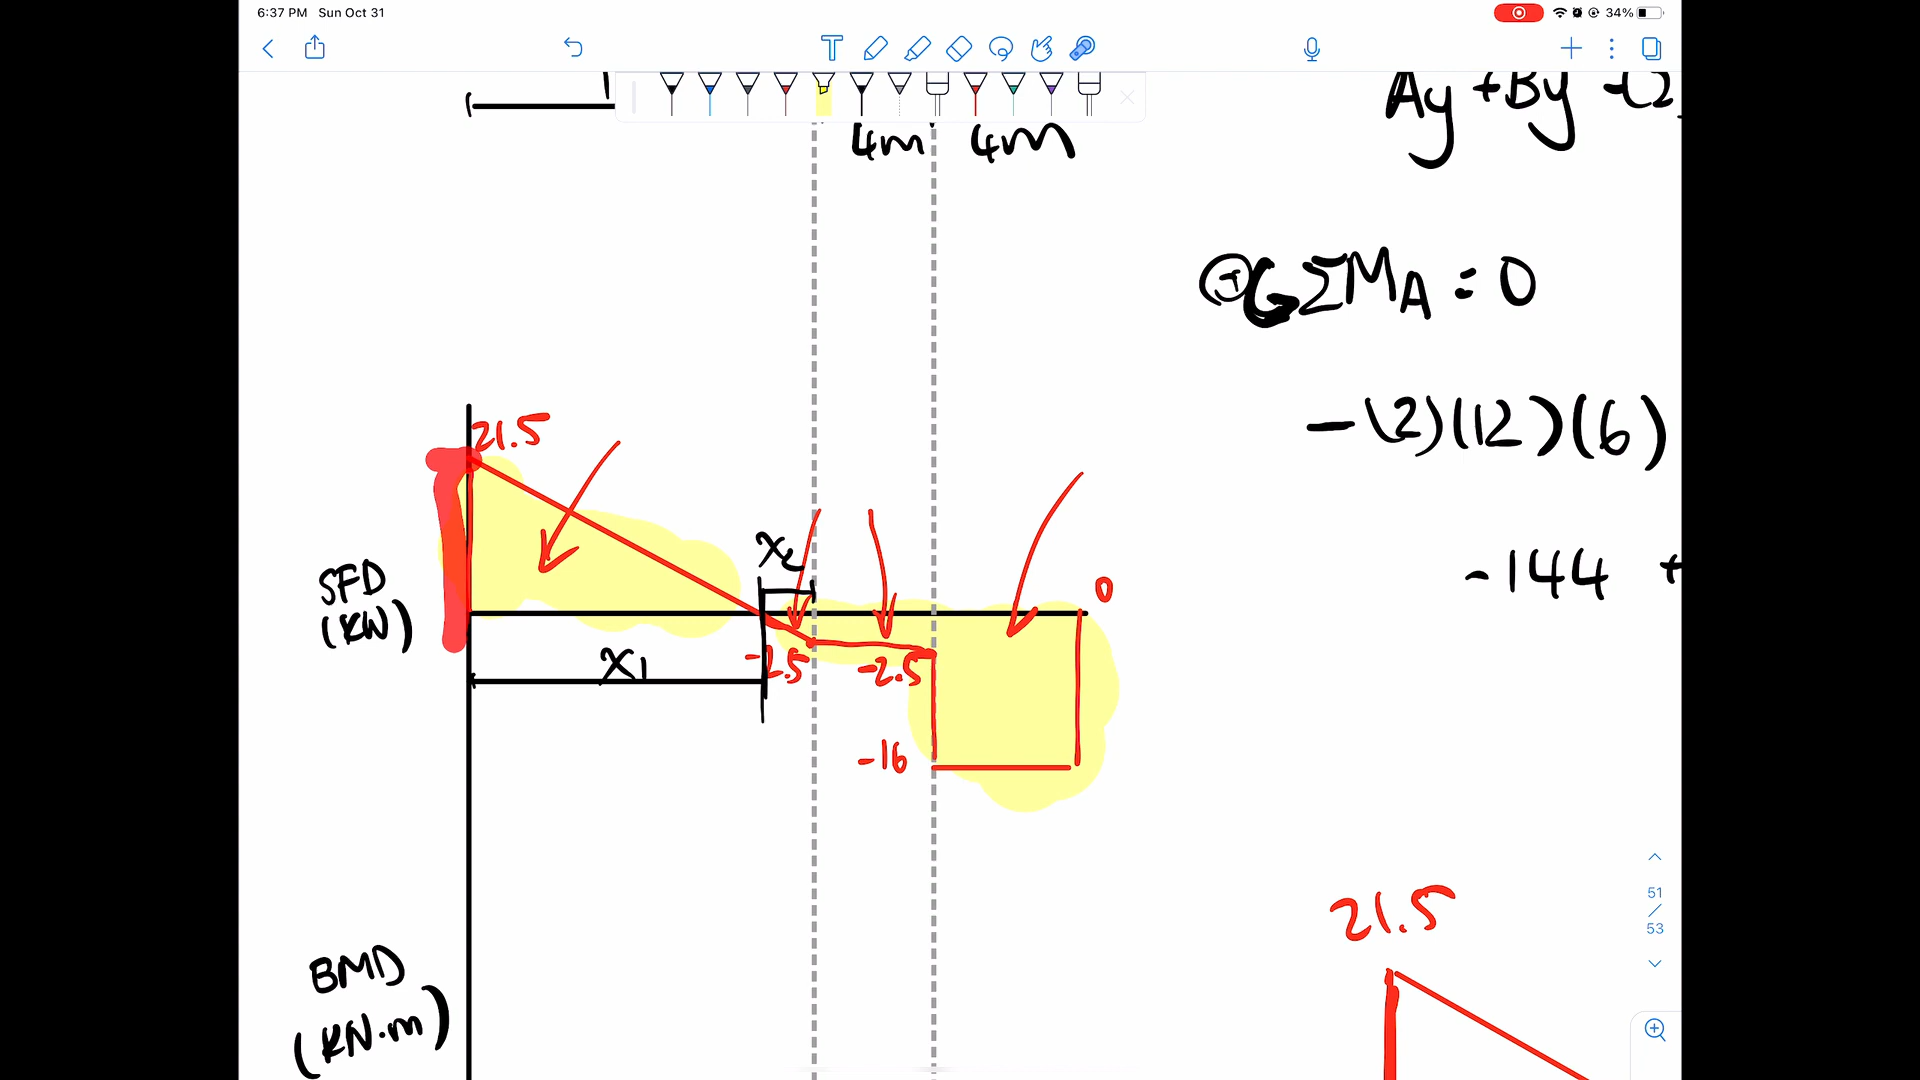 6:37 PM Sun Oct 31
34%
T
4m 4m
Ay + By -(2
+ ΣMA = 0
-(2)(12)(6)
-144 +
21.5
SFD
(KN)
x2
0
x1
-2.5
-2.5
-16
21.5
BMD
(KN.m)
51
/
53